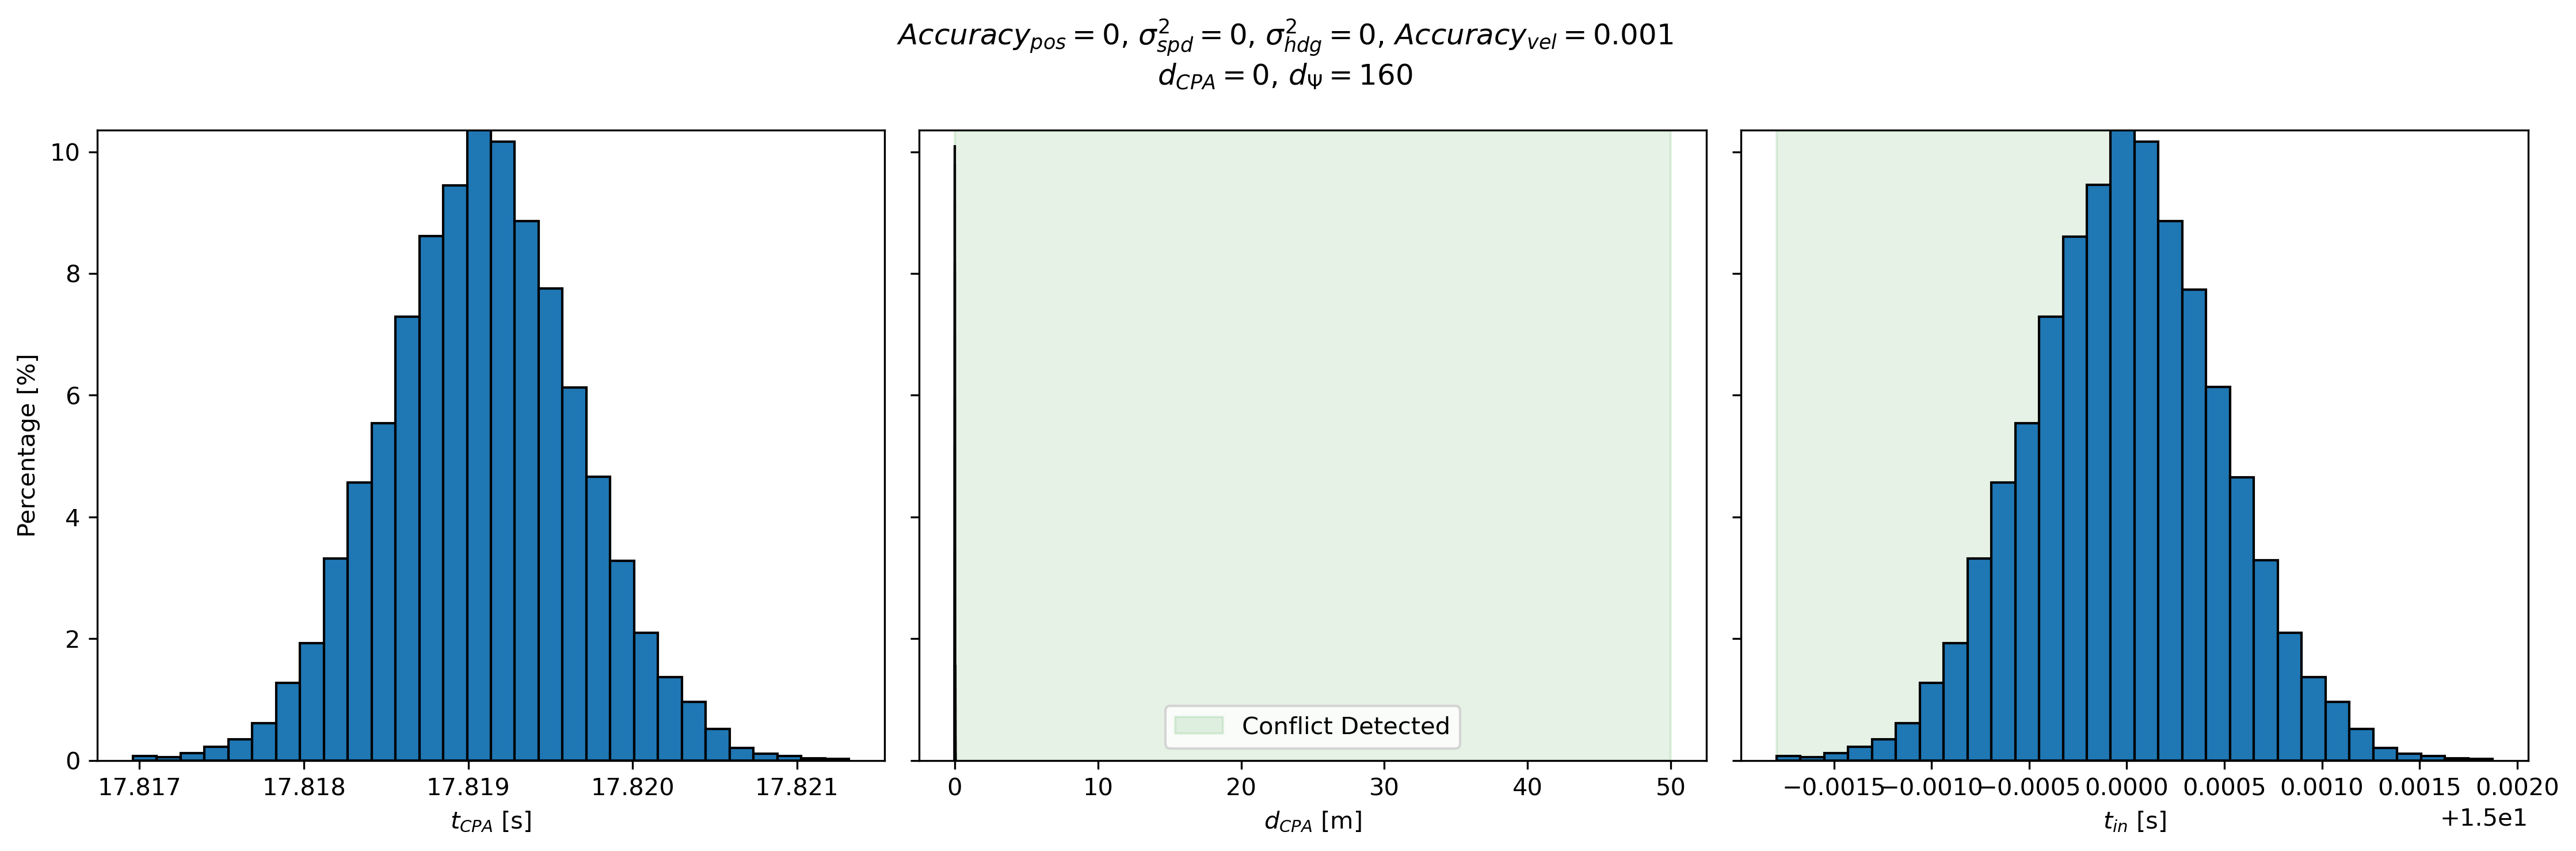 Accuracy_pos = 0, σ²_spd = 0, σ²_hdg = 0, Accuracy_vel = 0.001
d_CPA = 0, d_Ψ = 160
Percentage [%]
10
8
6
4
2
0
17.817 17.818 17.819 17.820 17.821
t_CPA [s]
Conflict Detected
0 10 20 30 40 50
d_CPA [m]
−0.0015 −0.0010 −0.0005 0.0000 0.0005 0.0010 0.0015 0.0020
+1.5e1
t_in [s]